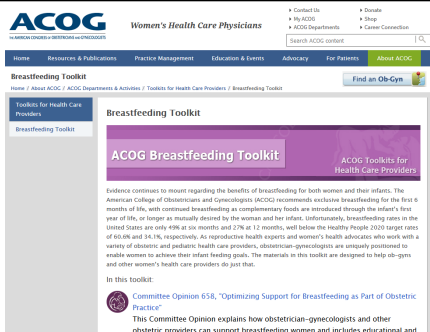 ACOG
THE AMERICAN CONGRESS OF OBSTETRICIANS AND GYNECOLOGISTS
Women's Health Care Physicians
Contact Us
My ACOG
ACOG Departments
Donate
Shop
Career Connection
Search ACOG content
Home Resources & Publications Practice Management Education & Events Advocacy For Patients About ACOG
Breastfeeding Toolkit
Home / About ACOG / ACOG Departments & Activities / Toolkits for Health Care Providers / Breastfeeding Toolkit
Find an Ob-Gyn
Toolkits for Health Care
Providers
Breastfeeding Toolkit
Breastfeeding Toolkit
ACOG Breastfeeding Toolkit
ACOG Toolkits for
Health Care Providers
Evidence continues to mount regarding the benefits of breastfeeding for both women and their infants. The
American College of Obstetricians and Gynecologists (ACOG) recommends exclusive breastfeeding for the first 6
months of life, with continued breastfeeding as complementary foods are introduced through the infant's first
year of life, or longer as mutually desired by the woman and her infant. Unfortunately, breastfeeding rates in the
United States are only 49% at six months and 27% at 12 months, well below the Healthy People 2020 target rates
of 60.6% and 34.1%, respectively. As reproductive health experts and women's health advocates who work with a
variety of obstetric and pediatric health care providers, obstetrician-gynecologists are uniquely positioned to
enable women to achieve their infant feeding goals. The materials in this toolkit are designed to help ob-gyns
and other women's health care providers do just that.
In this toolkit:
Committee Opinion 658, "Optimizing Support for Breastfeeding as Part of Obstetric
Practice"
This Committee Opinion explains how obstetrician-gynecologists and other
obstetric providers can support breastfeeding women and includes educational and